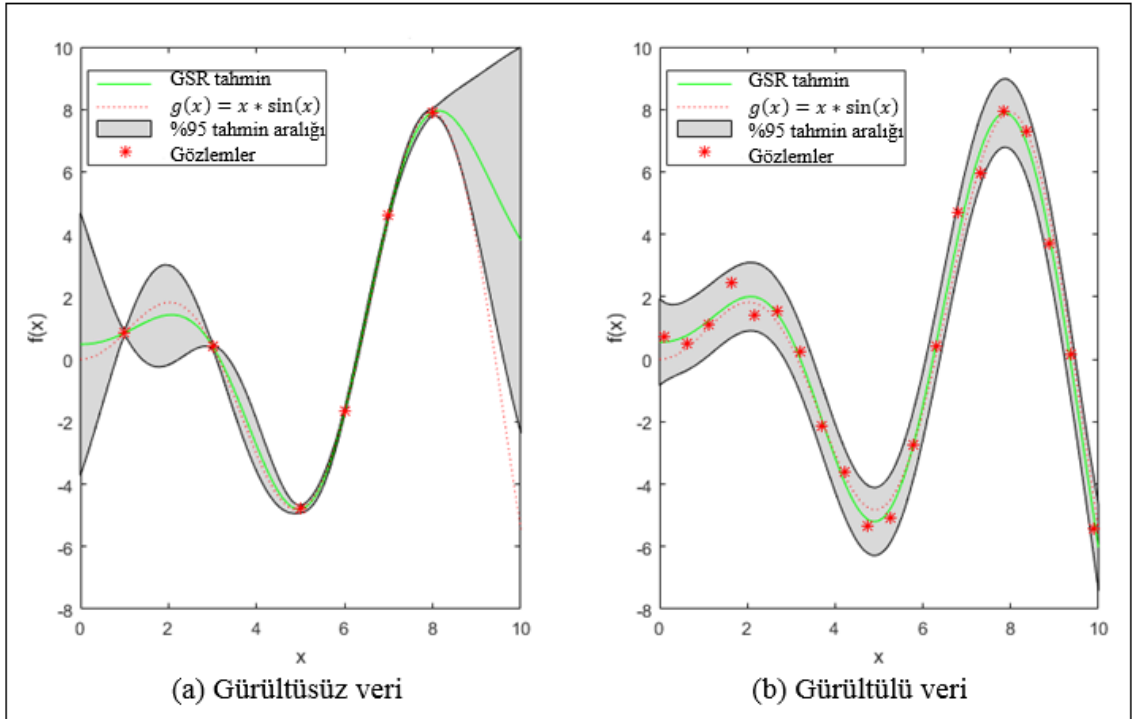 10
8
6
4
2
0
-2
-4
-6
-8
f(x)
GSR tahmin
g(x) = x * sin(x)
%95 tahmin aralığı
Gözlemler
0 2 4 6 8 10
x
(a) Gürültüsüz veri
10
8
6
4
2
0
-2
-4
-6
-8
f(x)
GSR tahmin
g(x) = x * sin(x)
%95 tahmin aralığı
Gözlemler
0 2 4 6 8 10
x
(b) Gürültülü veri